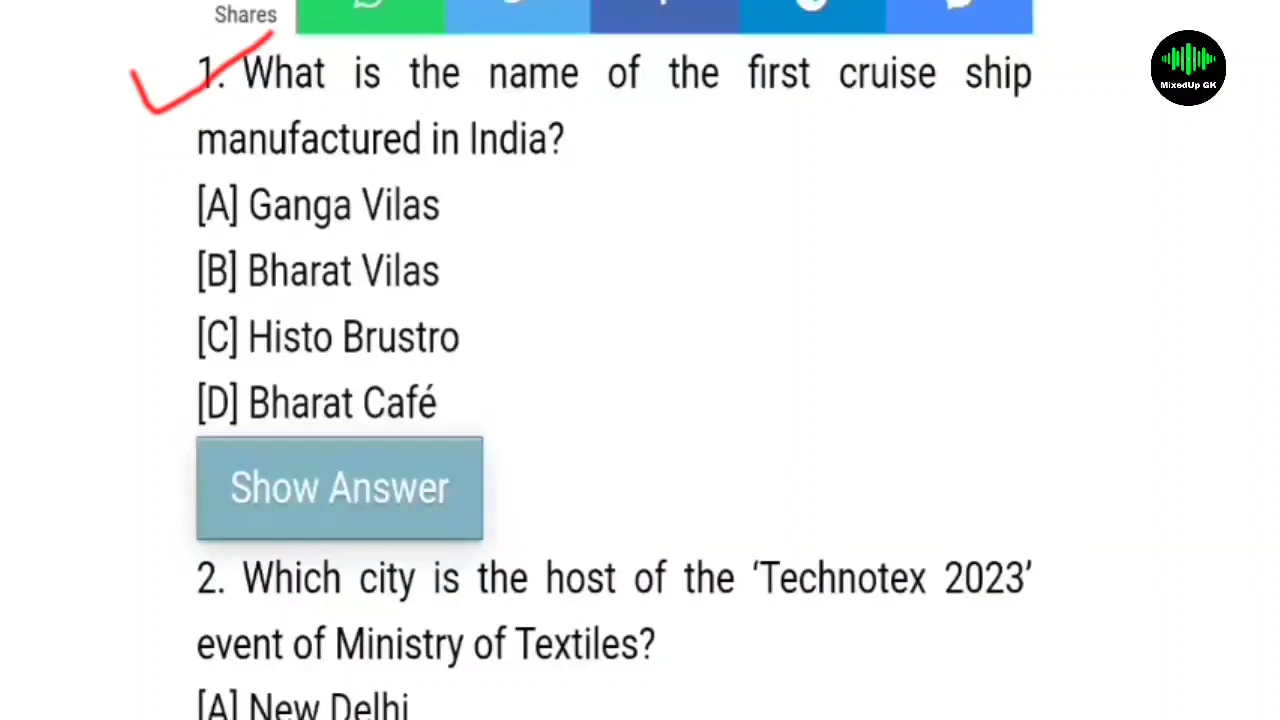 Shares
MixedUp GK
1. What is the name of the first cruise ship
manufactured in India?
[A] Ganga Vilas
[B] Bharat Vilas
[C] Histo Brustro
[D] Bharat Café
Show Answer
2. Which city is the host of the ‘Technotex 2023’
event of Ministry of Textiles?
[A] New Delhi